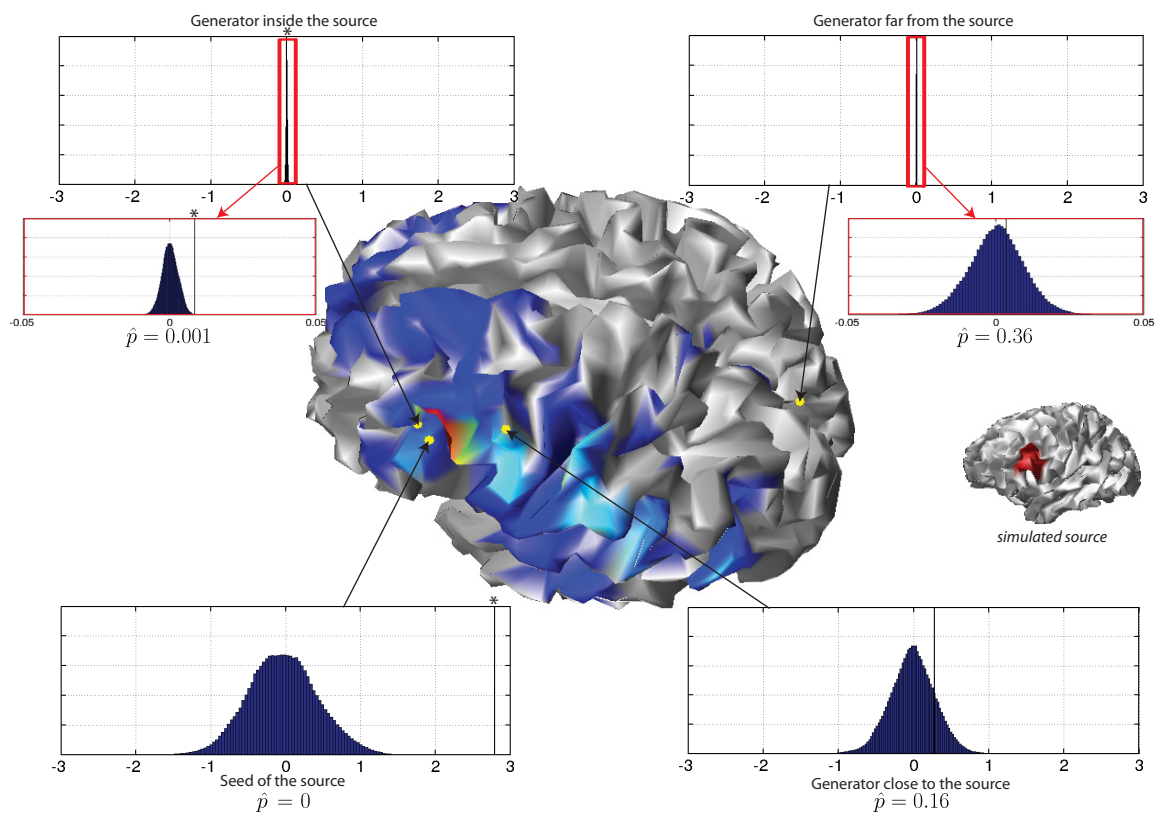 Generator inside the source
Generator far from the source
*
-3 -2 -1 0 1 2 3
-3 -2 -1 0 1 2 3
*
-0.05 0 0.05
p̂ = 0.001
-0.05 0 0.05
p̂ = 0.36
simulated source
*
-3 -2 -1 0 1 2 3
Seed of the source
p̂ = 0
-3 -2 -1 0 1 2 3
Generator close to the source
p̂ = 0.16